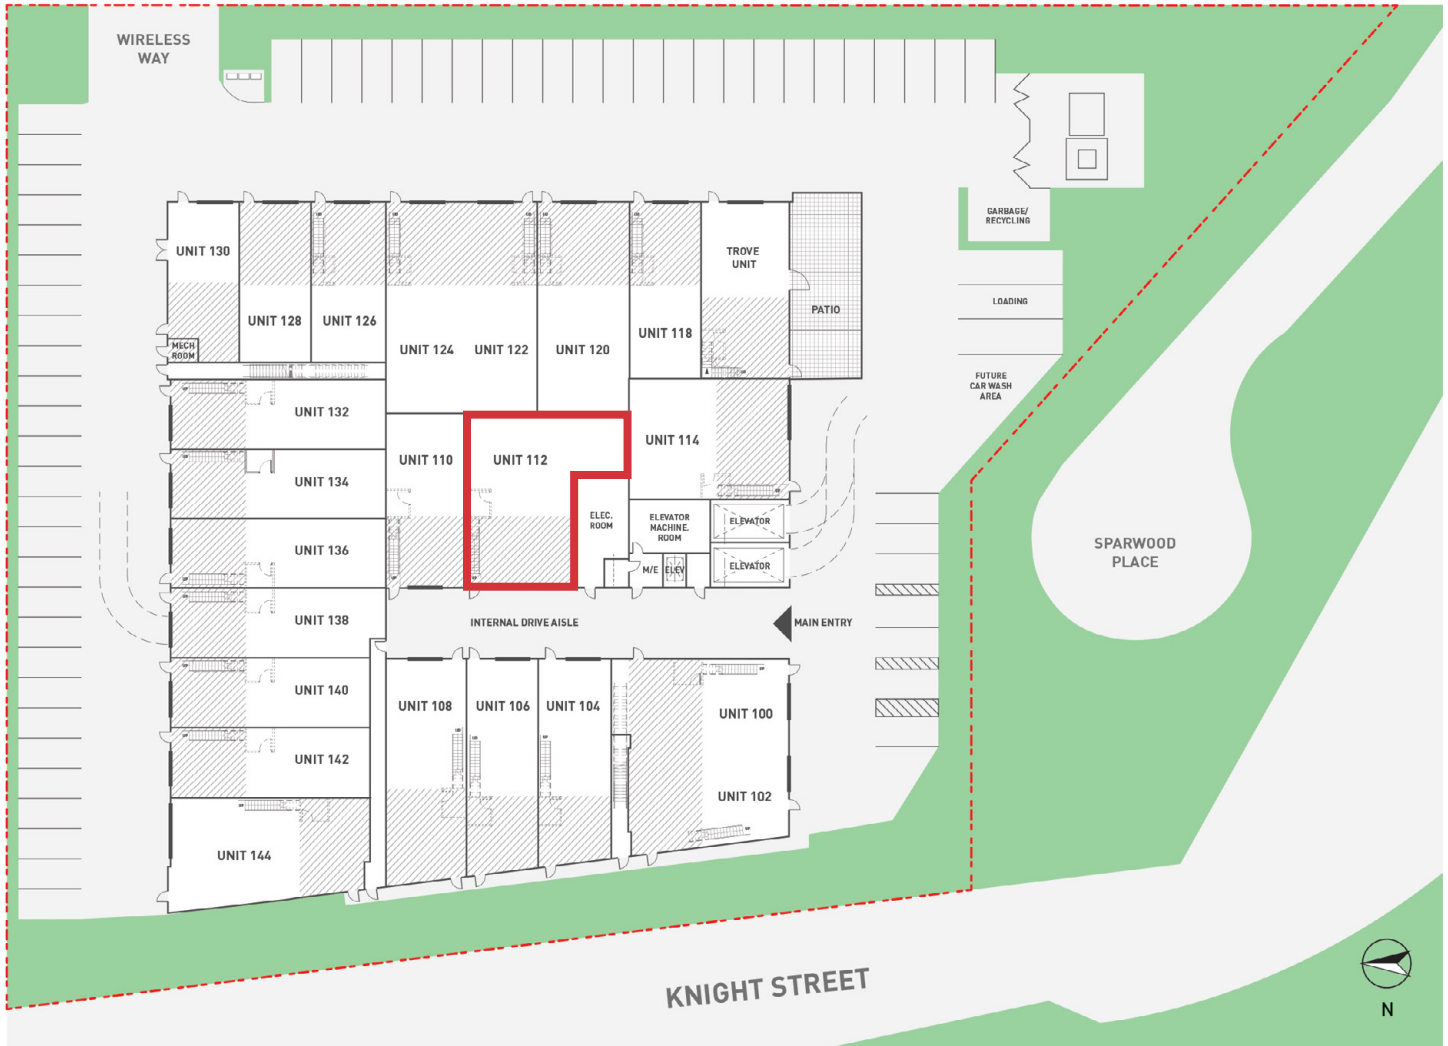 WIRELESS
WAY
GARBAGE/
RECYCLING
UNIT 130
TROVE
UNIT
LOADING
PATIO
UNIT 128
UNIT 126
UNIT 118
MECH
ROOM
UNIT 124
UNIT 122
UNIT 120
FUTURE
CAR WASH
AREA
UNIT 132
UNIT 114
UNIT 110
UNIT 112
UNIT 134
ELEC.
ROOM
ELEVATOR
MACHINE.
ROOM
ELEVATOR
UNIT 136
SPARWOOD
PLACE
M/E
ELEV
ELEVATOR
UNIT 138
INTERNAL DRIVE AISLE
MAIN ENTRY
UNIT 140
UNIT 108
UNIT 106
UNIT 104
UNIT 100
UNIT 142
UNIT 102
UNIT 144
KNIGHT STREET
N